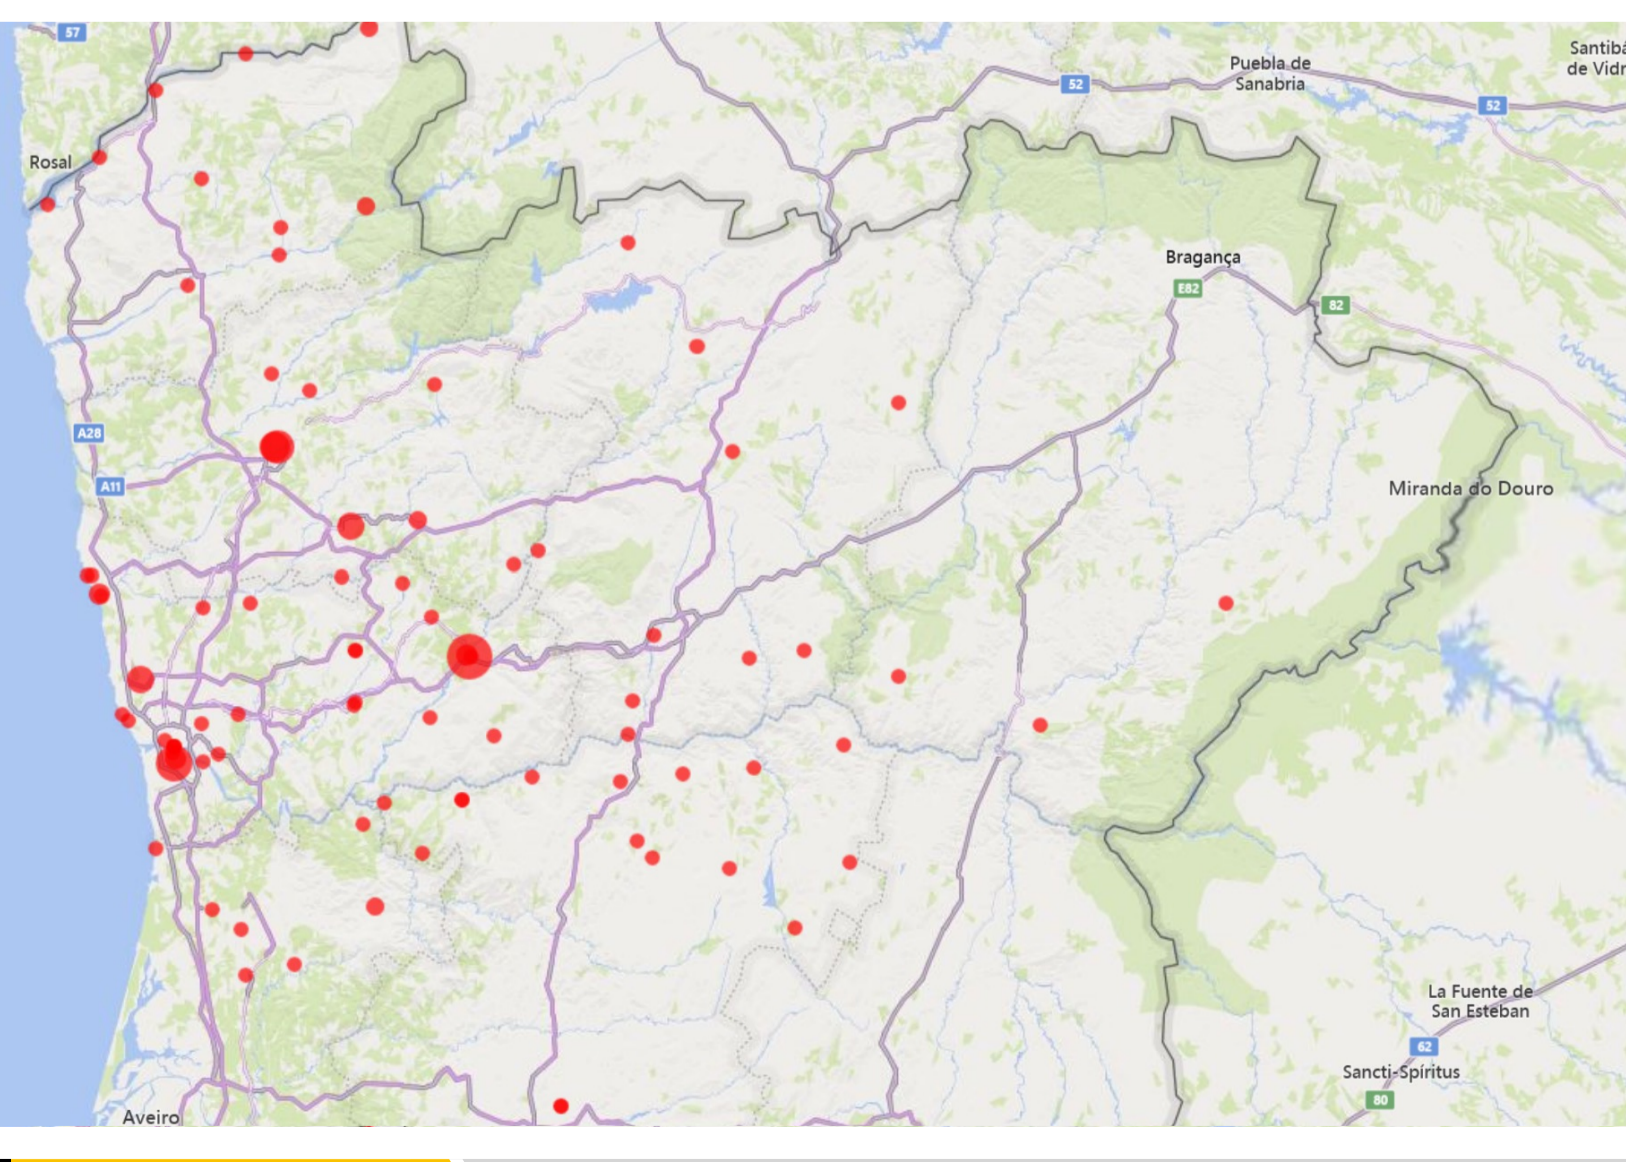 57
Puebla de
Sanabria
Santibá
de Vidr
52
52
Rosal
Bragança
E82
82
A28
A11
Miranda do Douro
La Fuente de
San Esteban
62
Sancti-Spíritus
80
Aveiro